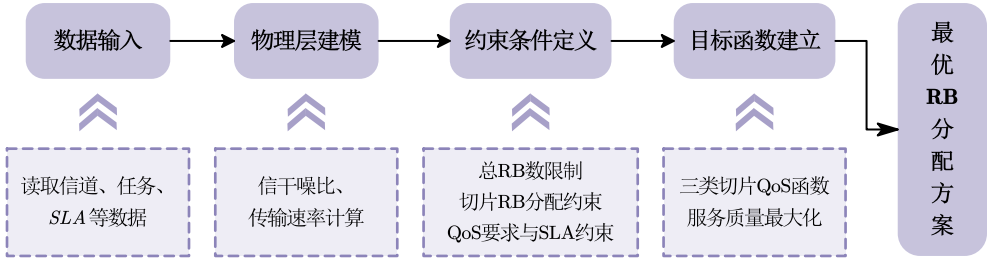 数据输入
物理层建模
约束条件定义
目标函数建立
最
优
RB
分
配
方
案
读取信道、任务、
SLA 等数据
信干噪比、
传输速率计算
总RB数限制
切片RB分配约束
QoS要求与SLA约束
三类切片QoS函数
服务质量最大化